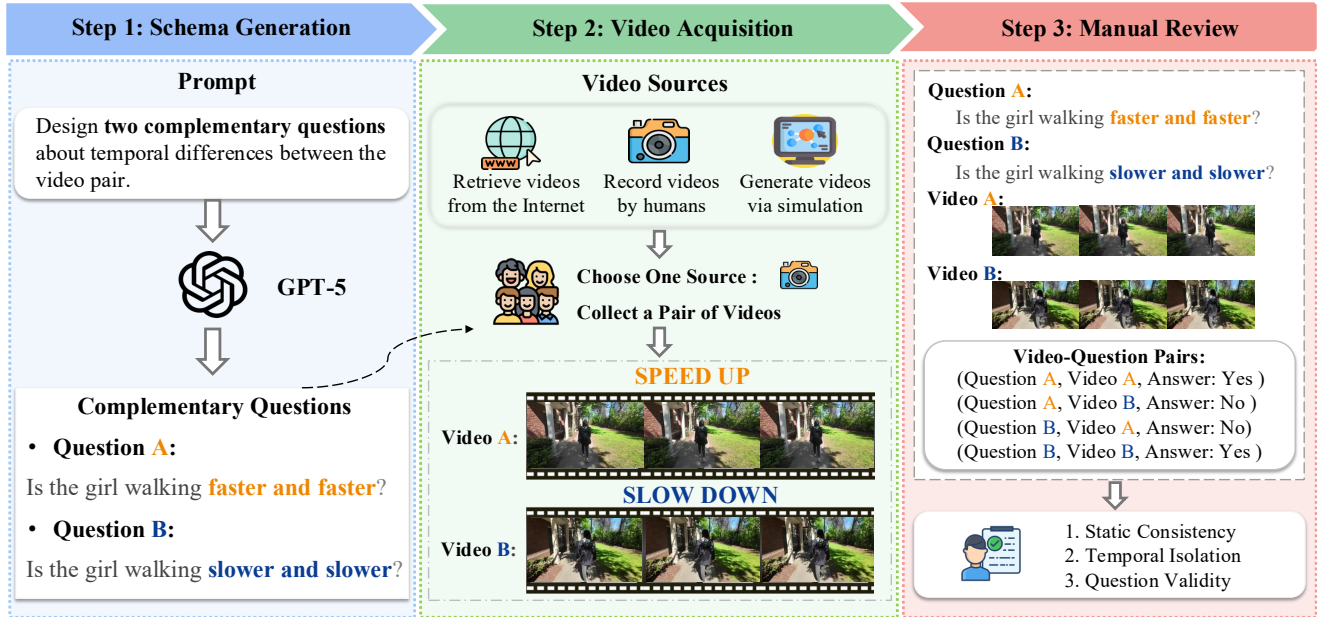 Step 1: Schema Generation
Prompt
Design two complementary questions
about temporal differences between the
video pair.
GPT-5
Complementary Questions
• Question A:
Is the girl walking faster and faster?
• Question B:
Is the girl walking slower and slower?
Step 2: Video Acquisition
Video Sources
WWW
Retrieve videos
from the Internet
Record videos
by humans
Generate videos
via simulation
Choose One Source :
Collect a Pair of Videos
SPEED UP
Video A:
SLOW DOWN
Video B:
Step 3: Manual Review
Question A:
Is the girl walking faster and faster?
Question B:
Is the girl walking slower and slower?
Video A:
Video B:
Video-Question Pairs:
(Question A, Video A, Answer: Yes )
(Question A, Video B, Answer: No )
(Question B, Video A, Answer: No)
(Question B, Video B, Answer: Yes )
1. Static Consistency
2. Temporal Isolation
3. Question Validity